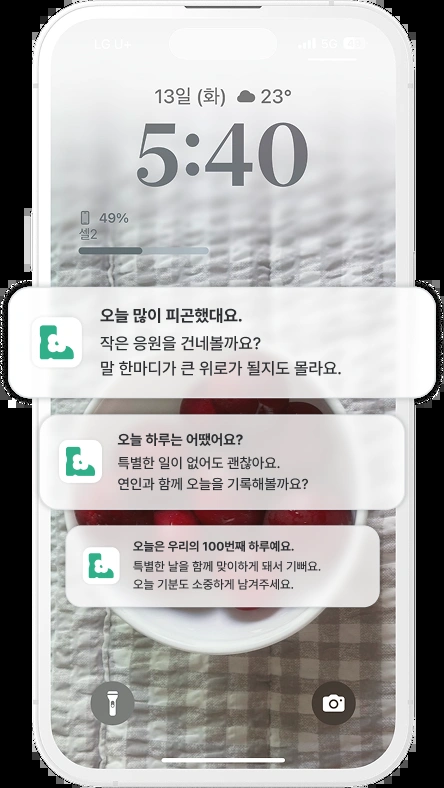 LG U+
5G
13일 (화) 23°
5:40
49%
셀2
오늘 많이 피곤했대요.
작은 응원을 건네볼까요?
말 한마디가 큰 위로가 될지도 몰라요.
오늘 하루는 어땠어요?
특별한 일이 없어도 괜찮아요.
연인과 함께 오늘을 기록해볼까요?
오늘은 우리의 100번째 하루예요.
특별한 날을 함께 맞이하게 돼서 기뻐요.
오늘 기분도 소중하게 남겨주세요.